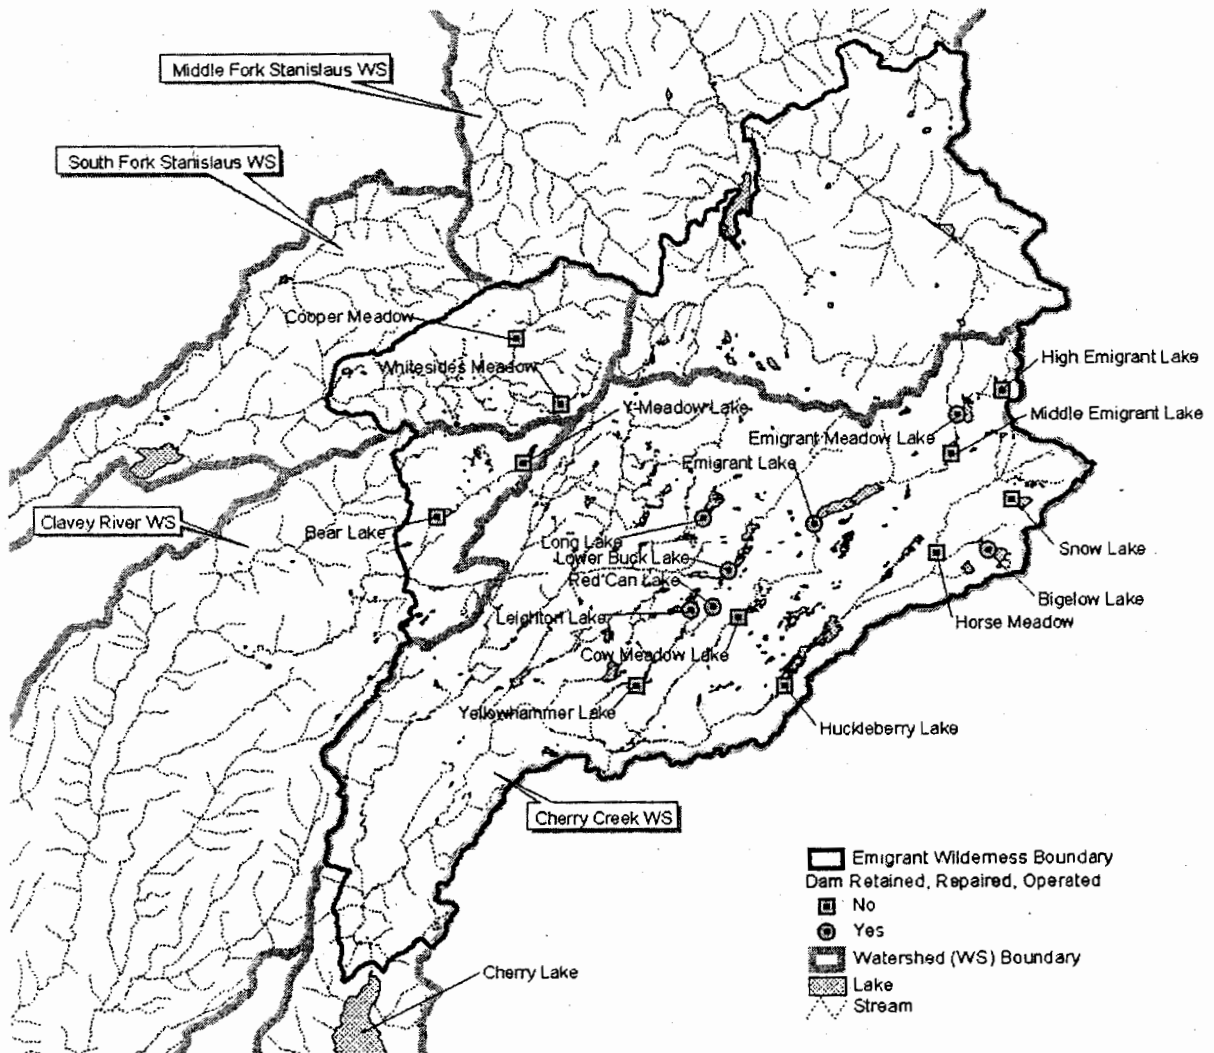 Middle Fork Stanislaus WS
South Fork Stanislaus WS
Cooper Meadow
Whitesides Meadow
High Emigrant Lake
Y-Meadow Lake
Middle Emigrant Lake
Emigrant Meadow Lake
Emigrant Lake
Clavey River WS
Bear Lake
Long Lake
Lower Buck Lake
Snow Lake
Red Can Lake
Bigelow Lake
Leighton Lake
Horse Meadow
Cow Meadow Lake
Yellowhammer Lake
Huckleberry Lake
Cherry Creek WS
Emigrant Wilderness Boundary
Dam Retained, Repaired, Operated
No
Yes
Watershed (WS) Boundary
Cherry Lake
Lake
Stream